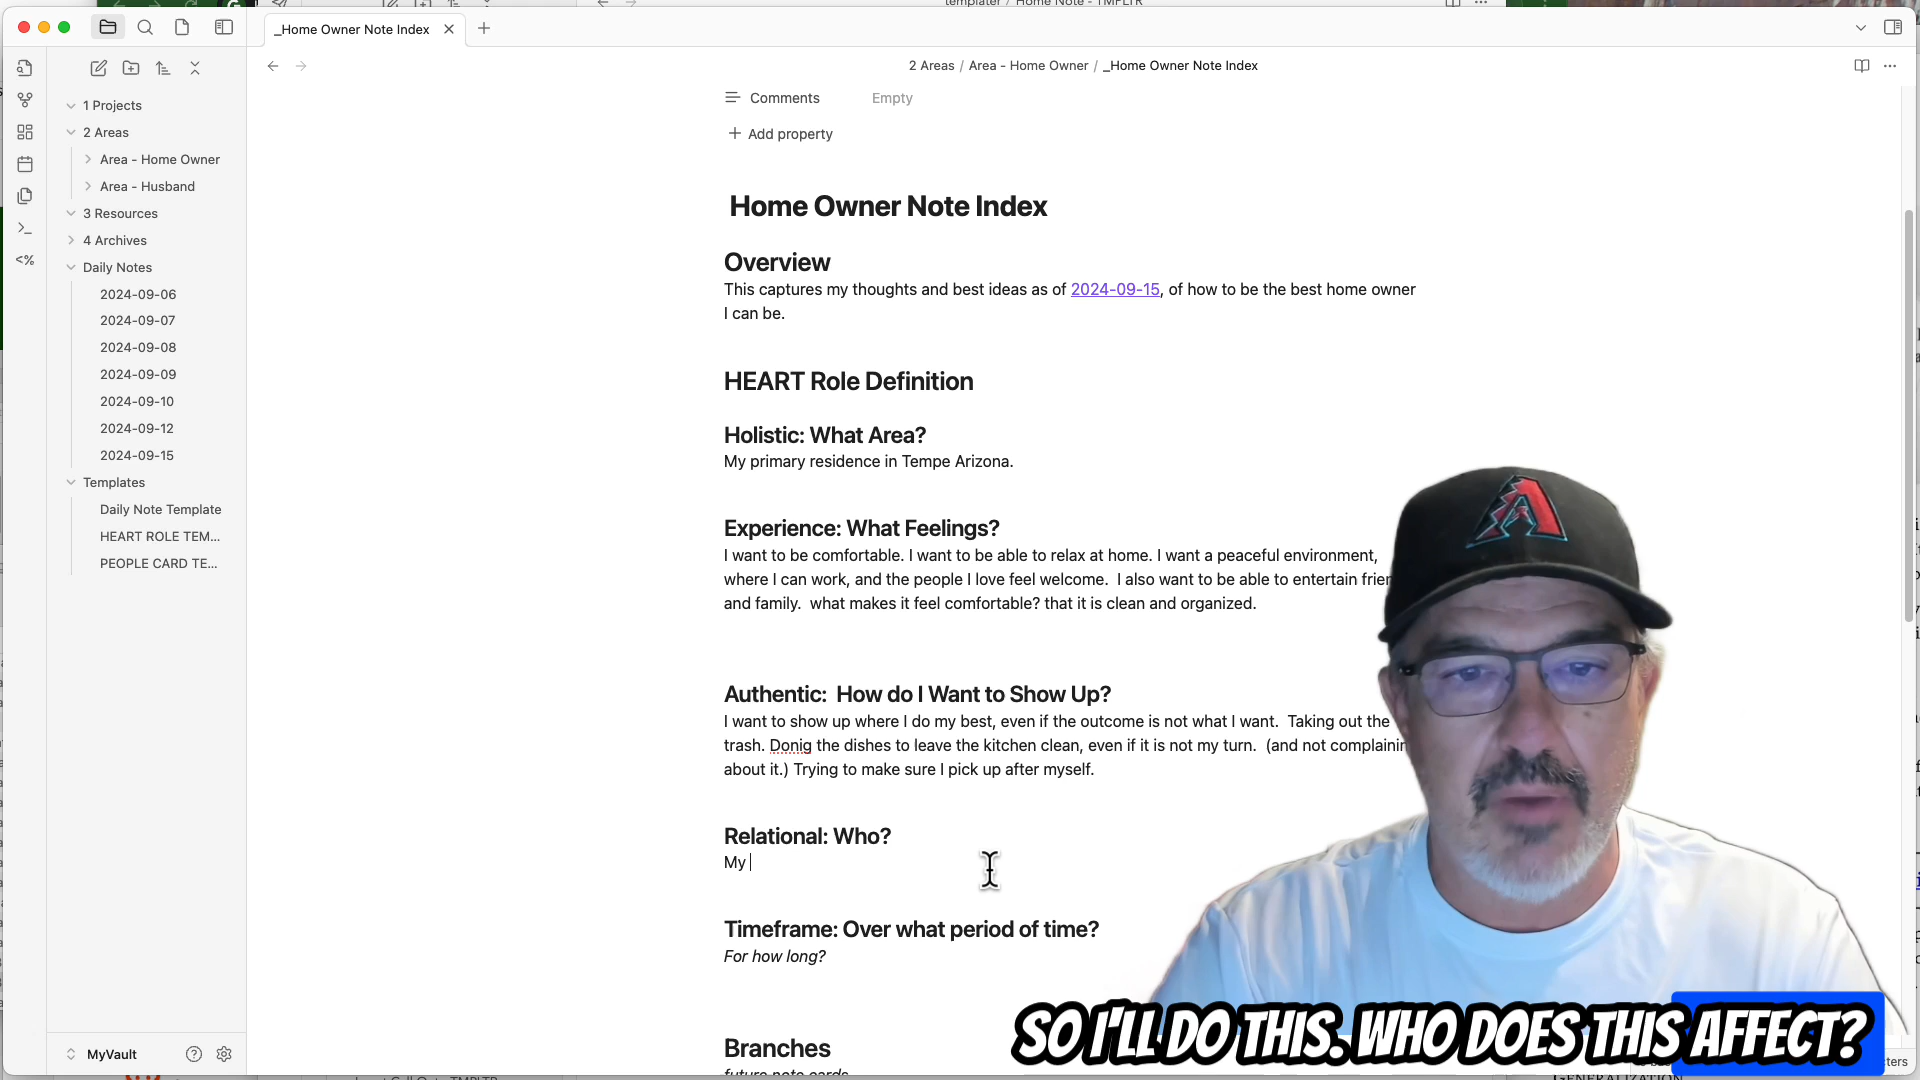 templater / Home Note - TMPLTR
_Home Owner Note Index
2 Areas / Area - Home Owner / _Home Owner Note Index
1 Projects
2 Areas
Area - Home Owner
Area - Husband
3 Resources
4 Archives
Daily Notes
2024-09-06
2024-09-07
2024-09-08
2024-09-09
2024-09-10
2024-09-12
2024-09-15
Templates
Daily Note Template
HEART ROLE TEM...
PEOPLE CARD TE...
MyVault
<%
Comments Empty
Add property
Home Owner Note Index
Overview
This captures my thoughts and best ideas as of 2024-09-15, of how to be the best home owner
I can be.
HEART Role Definition
Holistic: What Area?
My primary residence in Tempe Arizona.
Experience: What Feelings?
I want to be comfortable. I want to be able to relax at home. I want a peaceful environment,
where I can work, and the people I love feel welcome.  I also want to be able to entertain frien
and family.  what makes it feel comfortable? that it is clean and organized.
Authentic:  How do I Want to Show Up?
I want to show up where I do my best, even if the outcome is not what I want.  Taking out the
trash. Donig the dishes to leave the kitchen clean, even if it is not my turn.  (and not complainin
about it.) Trying to make sure I pick up after myself.
Relational: Who?
My
Timeframe: Over what period of time?
For how long?
Branches
future note cards
SO I'LL DO THIS. WHO DOES THIS AFFECT?